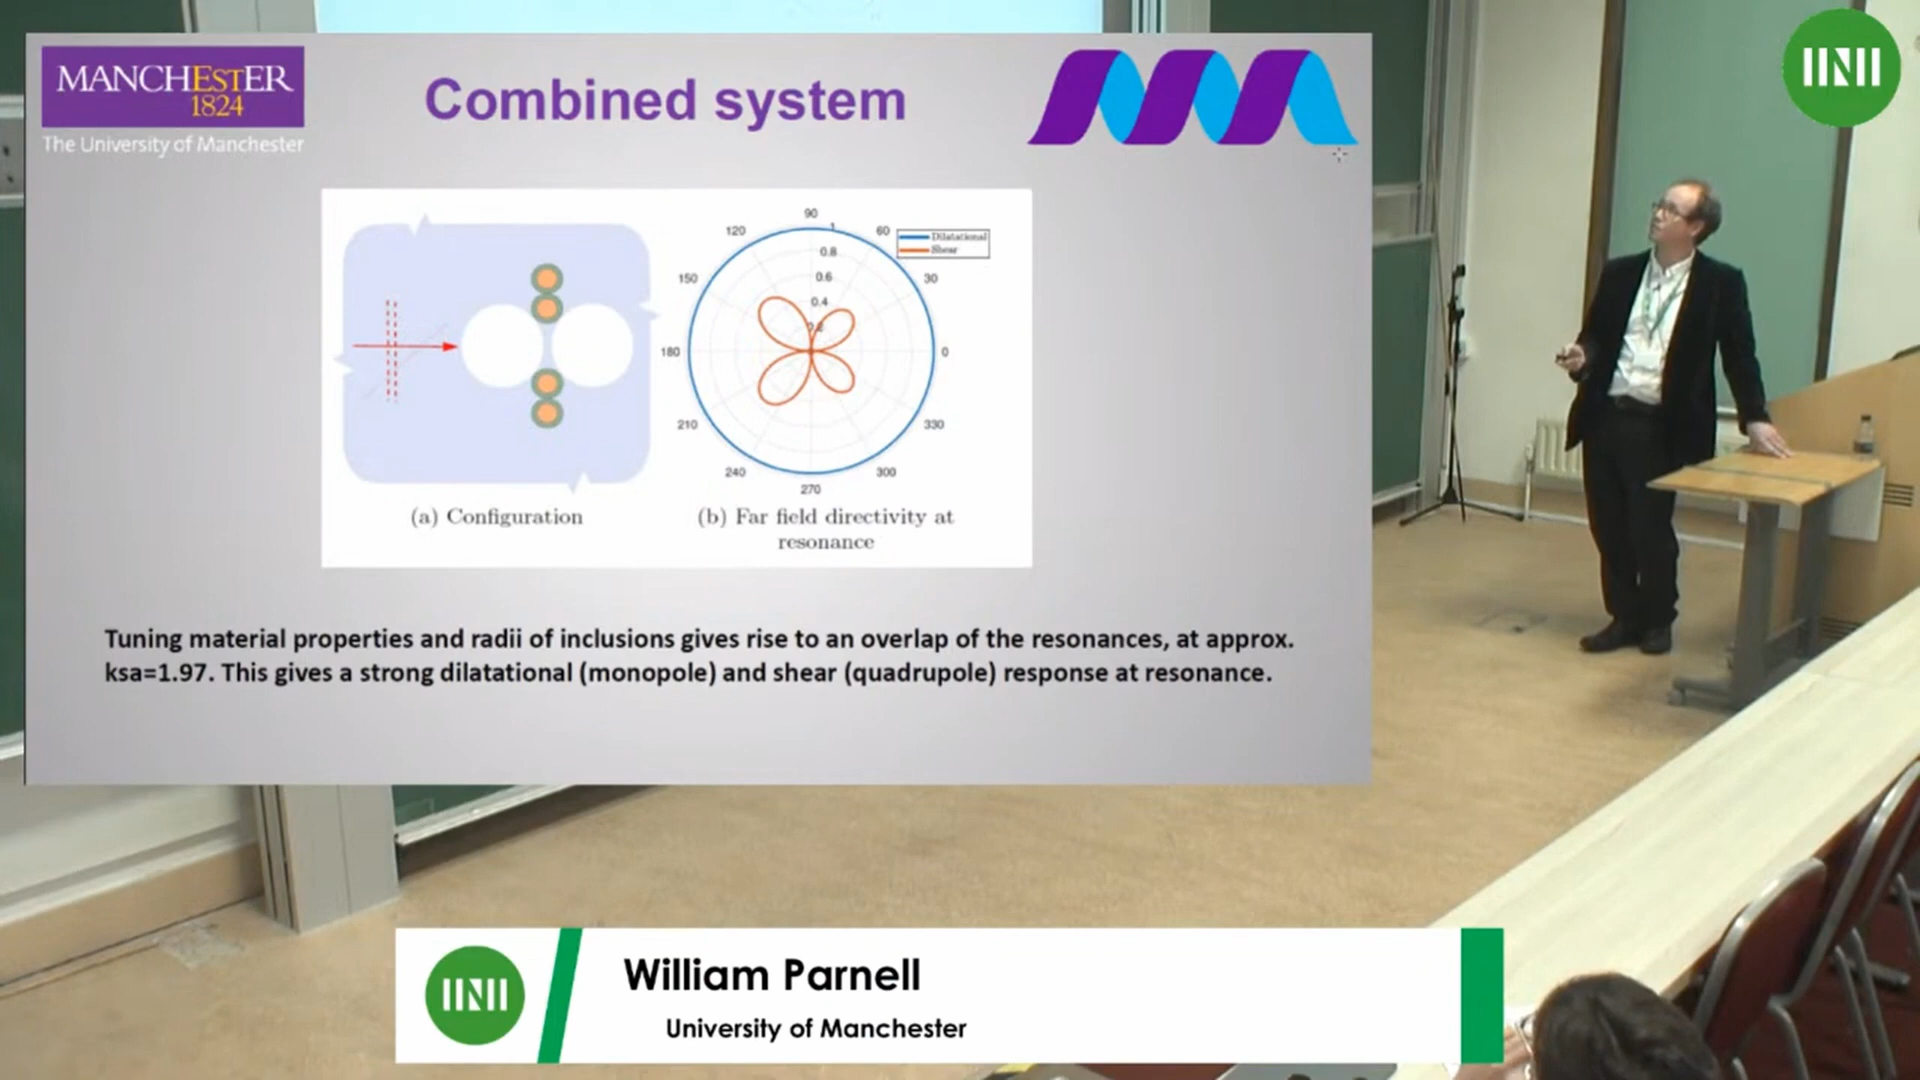 MANCHESTER
1824
The University of Manchester
Combined system
90
120
60
1
Dilatational
Shear
0.8
150
30
0.6
0.4
180
0
210
330
240
300
270
(a) Configuration
(b) Far field directivity at
resonance
Tuning material properties and radii of inclusions gives rise to an overlap of the resonances, at approx.
ksa=1.97. This gives a strong dilatational (monopole) and shear (quadrupole) response at resonance.
William Parnell
University of Manchester